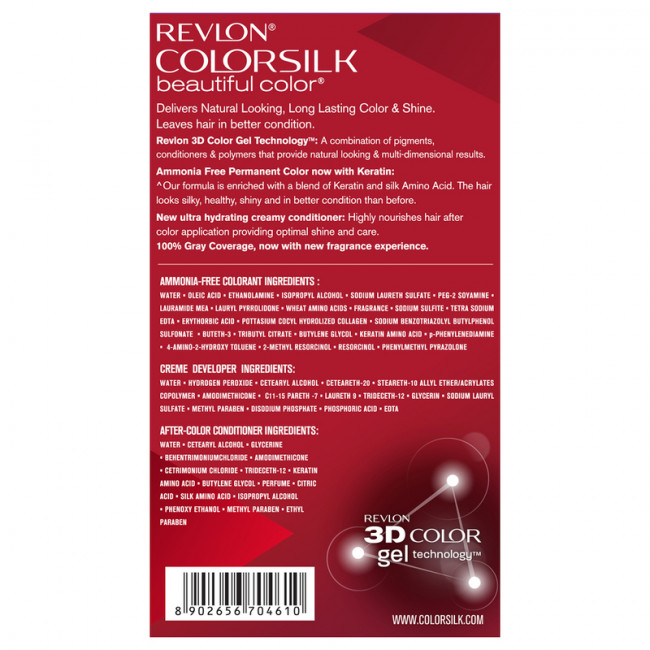 REVLON®
COLORSILK
beautiful color®
Delivers Natural Looking, Long Lasting Color & Shine.
Leaves hair in better condition.
Revlon 3D Color Gel Technology™: A combination of pigments,
conditioners & polymers that provide natural looking & multi-dimensional results.
Ammonia Free Permanent Color now with Keratin:
^Our formula is enriched with a blend of Keratin and silk Amino Acid. The hair
looks silky, healthy, shiny and in better condition than before.
New ultra hydrating creamy conditioner: Highly nourishes hair after
color application providing optimal shine and care.
100% Gray Coverage, now with new fragrance experience.
AMMONIA-FREE COLORANT INGREDIENTS :
WATER • OLEIC ACID • ETHANOLAMINE • ISOPROPYL ALCOHOL • SODIUM LAURETH SULFATE • PEG-2 SOYAMINE •
LAURAMIDE MEA • LAURYL PYRROLIDONE • WHEAT AMINO ACIDS • FRAGRANCE • SODIUM SULFITE • TETRA SODIUM
EDTA • ERYTHORBIC ACID • POTTASIUM COCYL HYDROLIZED COLLAGEN • SODIUM BENZOTRIAZOLYL BUTYLPHENOL
SULFONATE • BUTETH-3 • TRIBUTYL CITRATE • BUTYLENE GLYCOL • KERATIN AMINO ACID • p-PHENYLENEDIAMINE
• 4-AMINO-2-HYDROXY TOLUENE • 2-METHYL RESORCINOL • RESORCINOL • PHENYLMETHYL PYRAZOLONE
CREME DEVELOPER INGREDIENTS:
WATER • HYDROGEN PEROXIDE • CETEARYL ALCOHOL • CETEARETH-20 • STEARETH-10 ALLYL ETHER/ACRYLATES
COPOLYMER • AMODIMETHICONE • C11-15 PARETH -7 • LAURETH 9 • TRIDECETH-12 • GLYCERIN • SODIUM LAURYL
SULFATE • METHYL PARABEN • DISODIUM PHOSPHATE • PHOSPHORIC ACID • EDTA
AFTER-COLOR CONDITIONER INGREDIENTS:
WATER • CETEARYL ALCOHOL • GLYCERINE
• BEHENTRIMONIUMCHLORIDE • AMODIMETHICONE
• CETRIMONIUM CHLORIDE • TRIDECETH-12 • KERATIN
AMINO ACID • BUTYLENE GLYCOL • PERFUME • CITRIC
ACID • SILK AMINO ACID • ISOPROPYL ALCOHOL
• PHENOXY ETHANOL • METHYL PARABEN • ETHYL
PARABEN
REVLON
3D COLOR
gel technology™
8 902656 704610
WWW.COLORSILK.COM